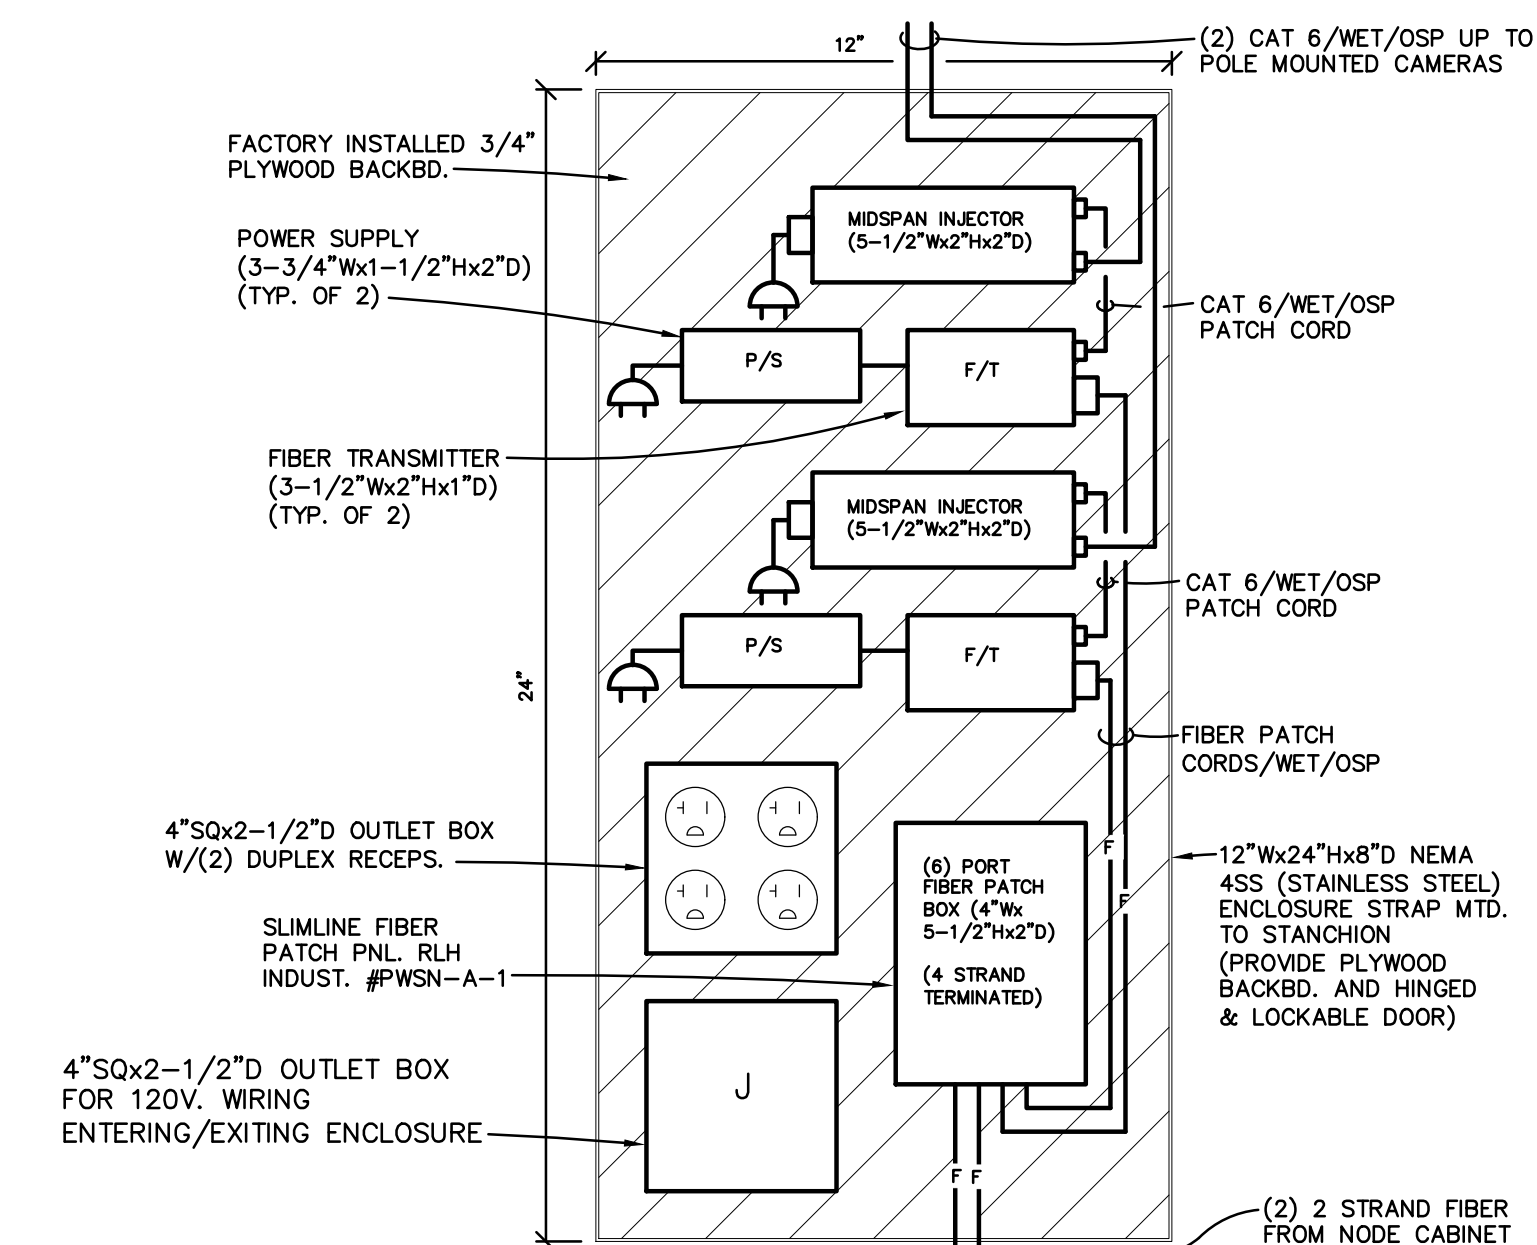 12"
(2) CAT 6/WET/OSP UP TO
POLE MOUNTED CAMERAS
FACTORY INSTALLED 3/4"
PLYWOOD BACKBD.
MIDSPAN INJECTOR
(5-1/2"Wx2"Hx2"D)
POWER SUPPLY
(3-3/4"Wx1-1/2"Hx2"D)
(TYP. OF 2)
CAT 6/WET/OSP
PATCH CORD
P/S
F/T
FIBER TRANSMITTER
(3-1/2"Wx2"Hx1"D)
(TYP. OF 2)
MIDSPAN INJECTOR
(5-1/2"Wx2"Hx2"D)
CAT 6/WET/OSP
PATCH CORD
P/S
F/T
24"
FIBER PATCH
CORDS/WET/OSP
4"SQx2-1/2"D OUTLET BOX
W/(2) DUPLEX RECEPS.
F
F
(6) PORT
FIBER PATCH
BOX (4"Wx
5-1/2"Hx2"D)
(4 STRAND
TERMINATED)
12"Wx24"Hx8"D NEMA
4SS (STAINLESS STEEL)
ENCLOSURE STRAP MTD.
TO STANCHION
(PROVIDE PLYWOOD
BACKBD. AND HINGED
& LOCKABLE DOOR)
SLIMLINE FIBER
PATCH PNL. RLH
INDUST. #PWSN-A-1
J
4"SQx2-1/2"D OUTLET BOX
FOR 120V. WIRING
ENTERING/EXITING ENCLOSURE
F F
(2) 2 STRAND FIBER
FROM NODE CABINET